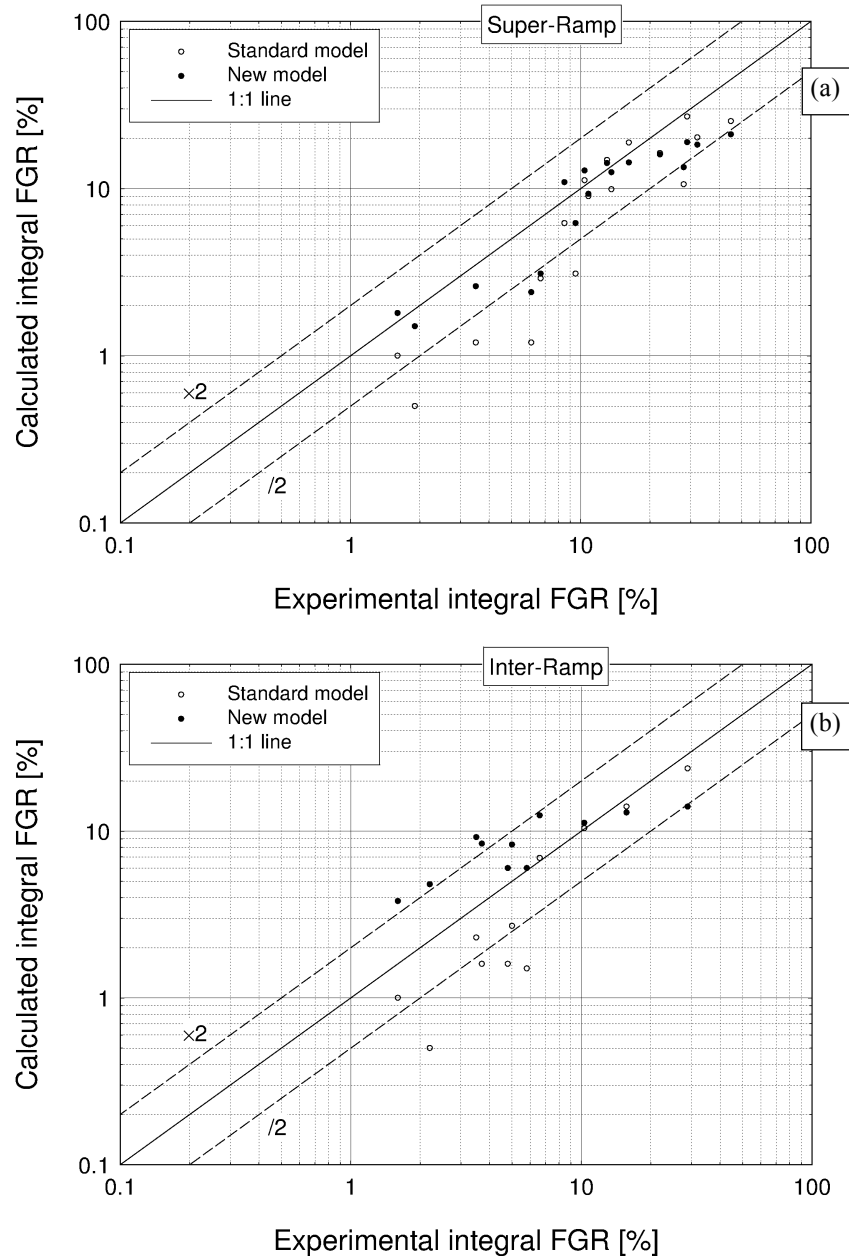 Super-Ramp
(a)
Standard model
New model
1:1 line
Calculated integral FGR [%]
100
10
1
0.1
×2
/2
0.1
1
10
100
Experimental integral FGR [%]
Inter-Ramp
(b)
Standard model
New model
1:1 line
Calculated integral FGR [%]
100
10
1
0.1
×2
/2
0.1
1
10
100
Experimental integral FGR [%]